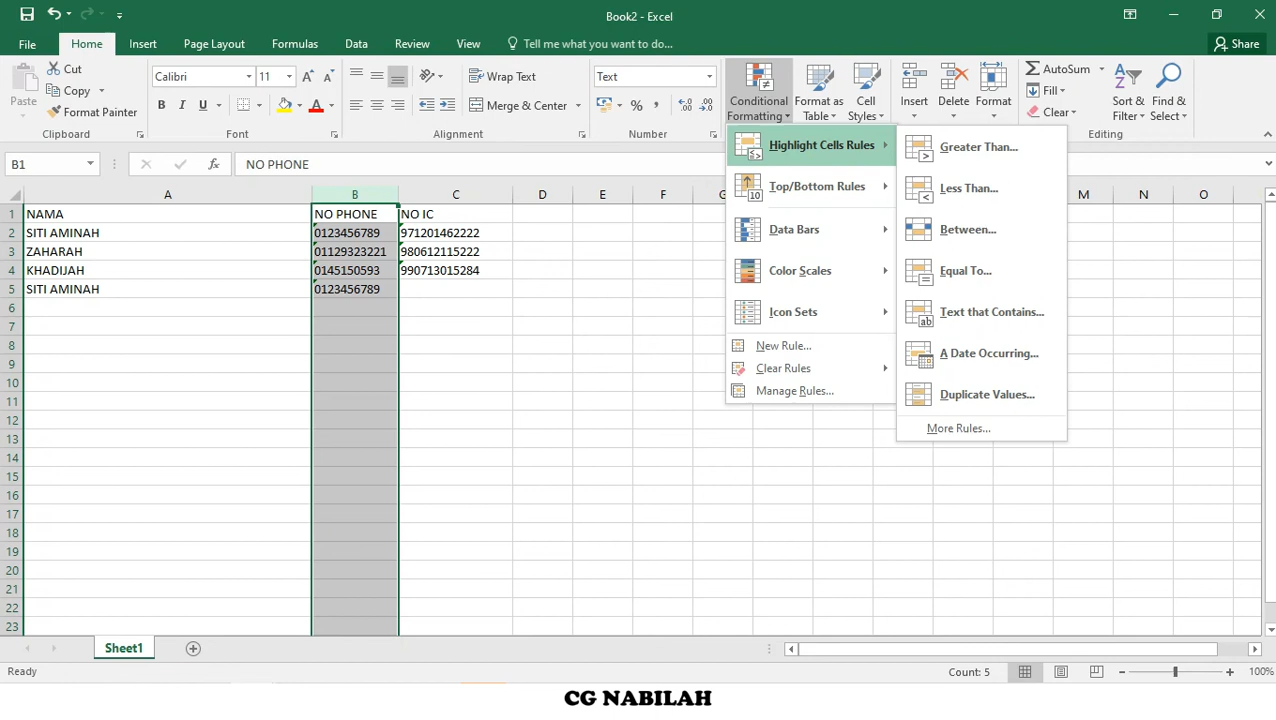 Book2 - Excel
File Home Insert Page Layout Formulas Data Review View Tell me what you want to do... Share
Paste Cut Copy Format Painter Clipboard
Calibri 11 B I U A Font
Wrap Text Merge & Center Alignment
Text % , Number
Conditional Formatting Format as Table Cell Styles
Insert Delete Format
AutoSum Fill Clear Sort & Filter Find & Select Editing
B1 fx NO PHONE
A B C D E F G M N O
1 NAMA NO PHONE NO IC
2 SITI AMINAH 0123456789 971201462222
3 ZAHARAH 01129323221 980612115222
4 KHADIJAH 0145150593 990713015284
5 SITI AMINAH 0123456789
6
7
8
9
10
11
12
13
14
15
16
17
18
19
20
21
22
23
Highlight Cells Rules
Top/Bottom Rules
Data Bars
Color Scales
Icon Sets
New Rule...
Clear Rules
Manage Rules...
Greater Than...
Less Than...
Between...
Equal To...
Text that Contains...
A Date Occurring...
Duplicate Values...
More Rules...
Sheet1
Ready Count: 5 100%
CG NABILAH